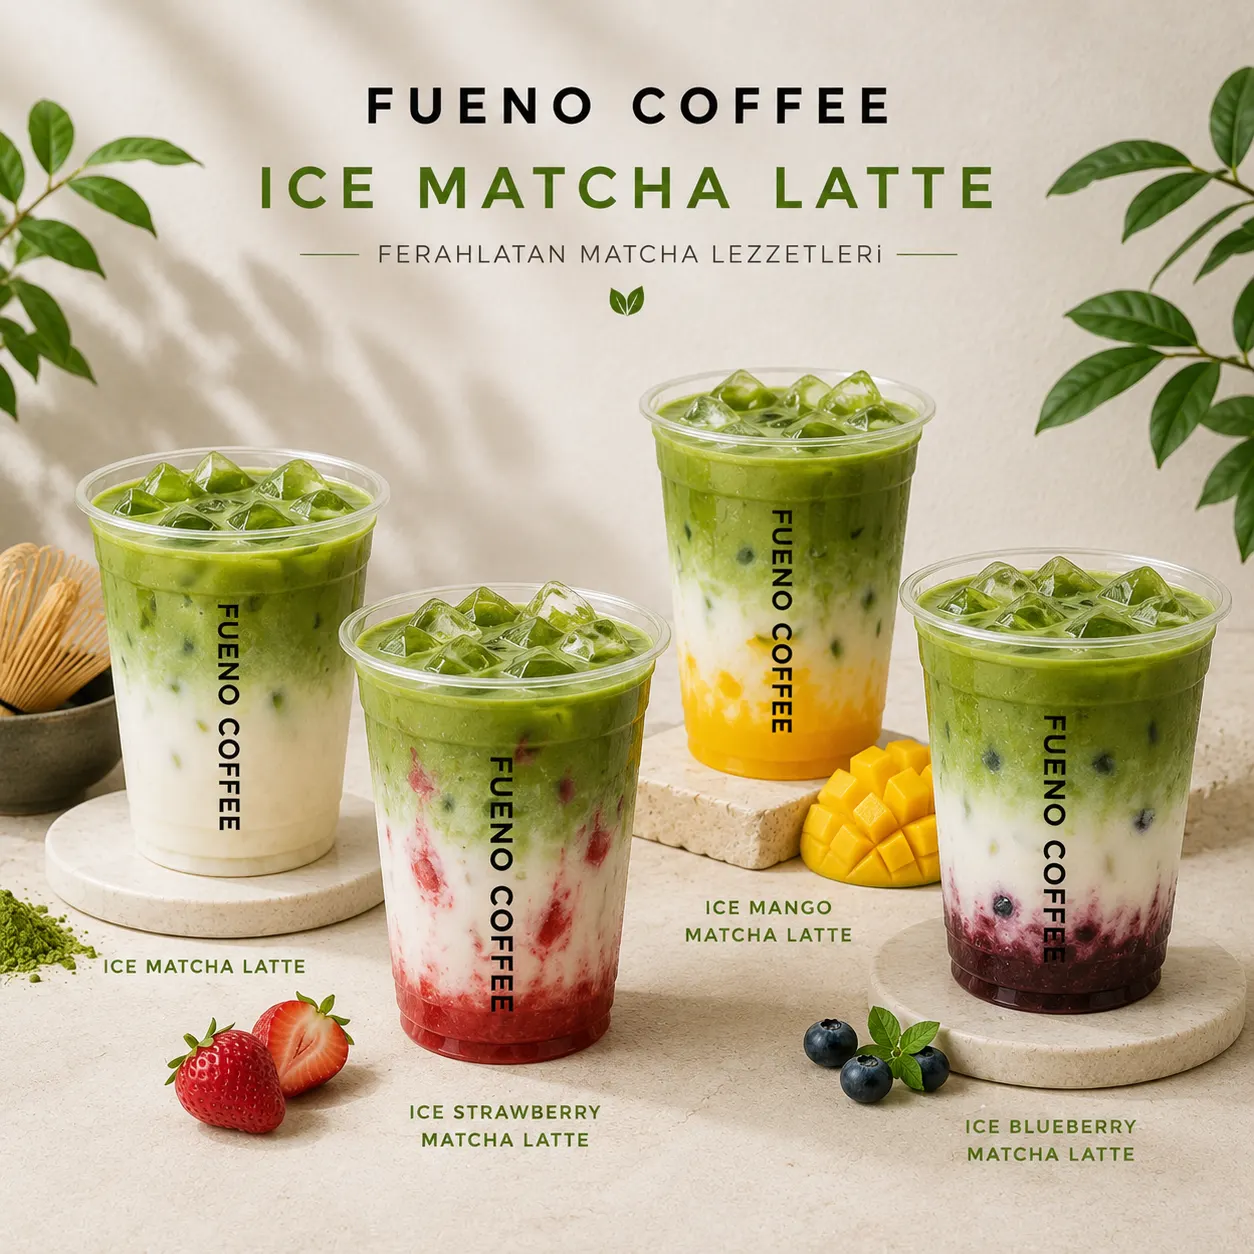 FUENO COFFEE
ICE MATCHA LATTE
FERAHLATAN MATCHA LEZZETLERi
FUENO COFFEE
FUENO COFFEE
FUENO COFFEE
FUENO COFFEE
ICE MATCHA LATTE
ICE STRAWBERRY
MATCHA LATTE
ICE MANGO
MATCHA LATTE
ICE BLUEBERRY
MATCHA LATTE